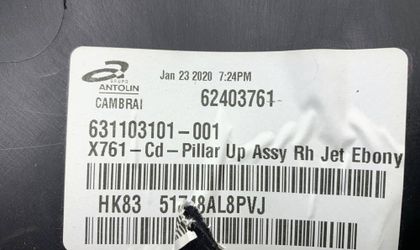 GRUPO
ANTOLIN
CAMBRAI
Jan 23 2020 7:24PM
62403761
631103101-001
X761-Cd-Pillar Up Assy Rh Jet Ebony
HK83